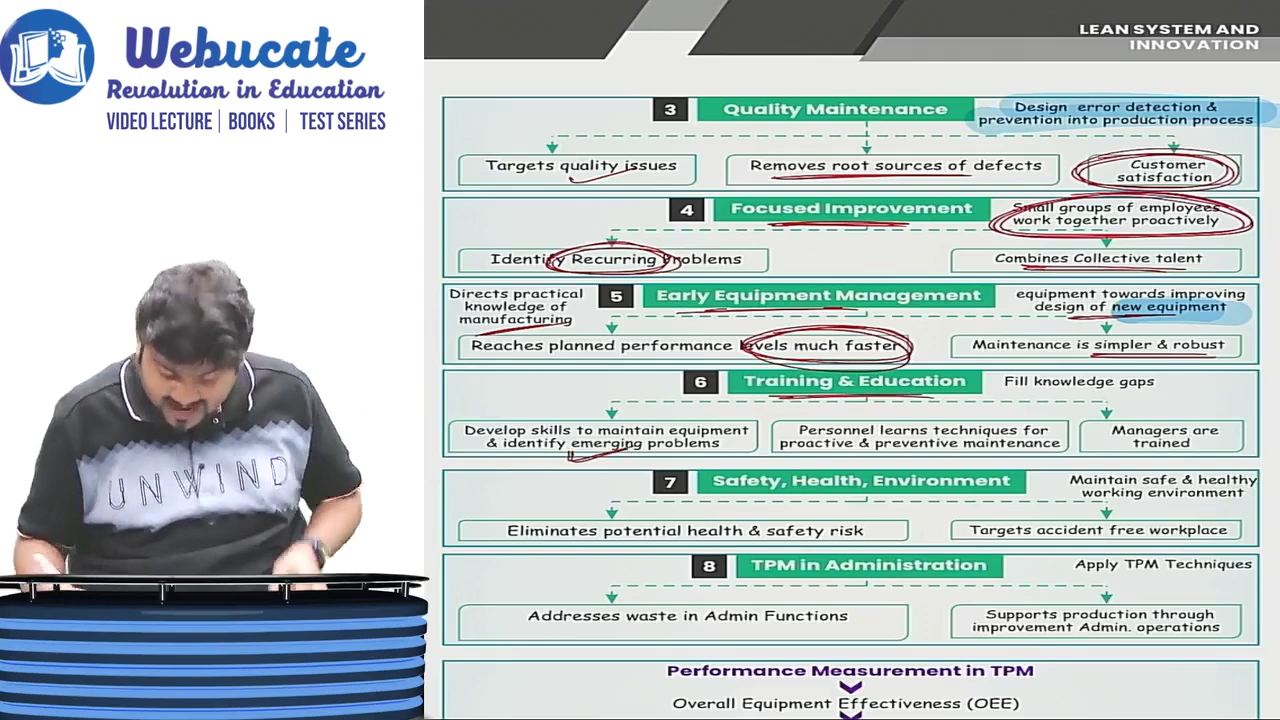 Webucate
Revolution in Education
VIDEO LECTURE | BOOKS | TEST SERIES
UNWIND
LEAN SYSTEM AND
INNOVATION
3 Quality Maintenance
Design error detection &
prevention into production process
Targets quality issues
Removes root sources of defects
Customer
satisfaction
4 Focused Improvement
Small groups of employees
work together proactively
Identify Recurring Problems
Combines Collective talent
Directs practical
knowledge of
manufacturing
5 Early Equipment Management
equipment towards improving
design of new equipment
Reaches planned performance levels much faster
Maintenance is simpler & robust
6 Training & Education
Fill knowledge gaps
Develop skills to maintain equipment
& identify emerging problems
Personnel learns techniques for
proactive & preventive maintenance
Managers are
trained
7 Safety, Health, Environment
Maintain safe & healthy
working environment
Eliminates potential health & safety risk
Targets accident free workplace
8 TPM in Administration
Apply TPM Techniques
Addresses waste in Admin Functions
Supports production through
improvement Admin. operations
Performance Measurement in TPM
Overall Equipment Effectiveness (OEE)